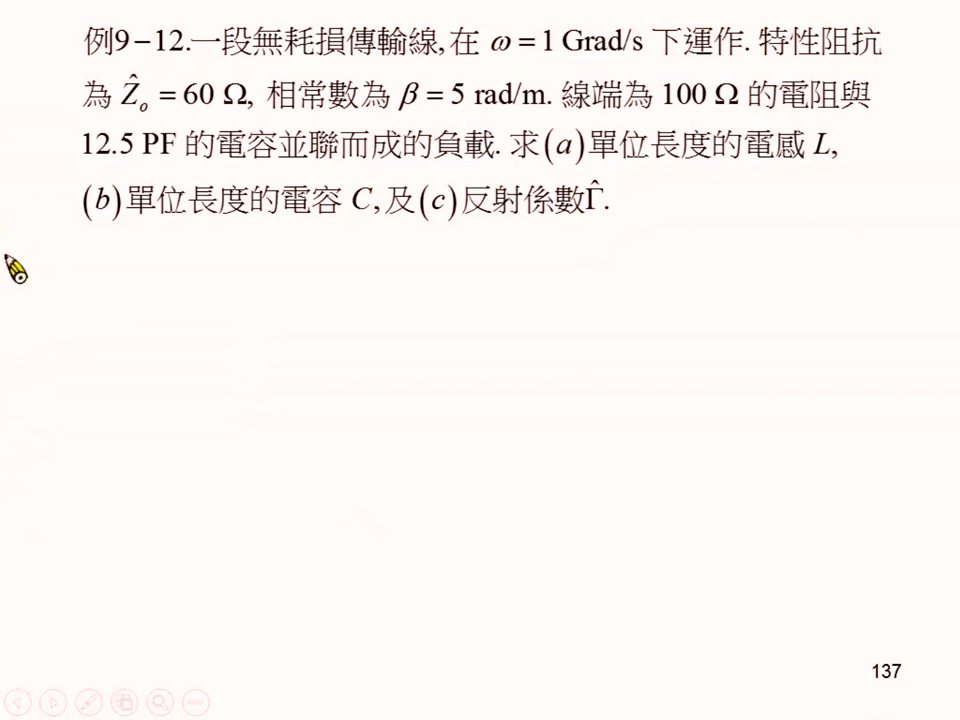 例9−12.一段無耗損傳輸線,在 ω = 1 Grad/s 下運作. 特性阻抗
為 Ẑₒ = 60 Ω, 相常數為 β = 5 rad/m. 線端為 100 Ω 的電阻與
12.5 PF 的電容並聯而成的負載. 求(a)單位長度的電感 L,
(b)單位長度的電容 C,及(c)反射係數Γ̂.
137